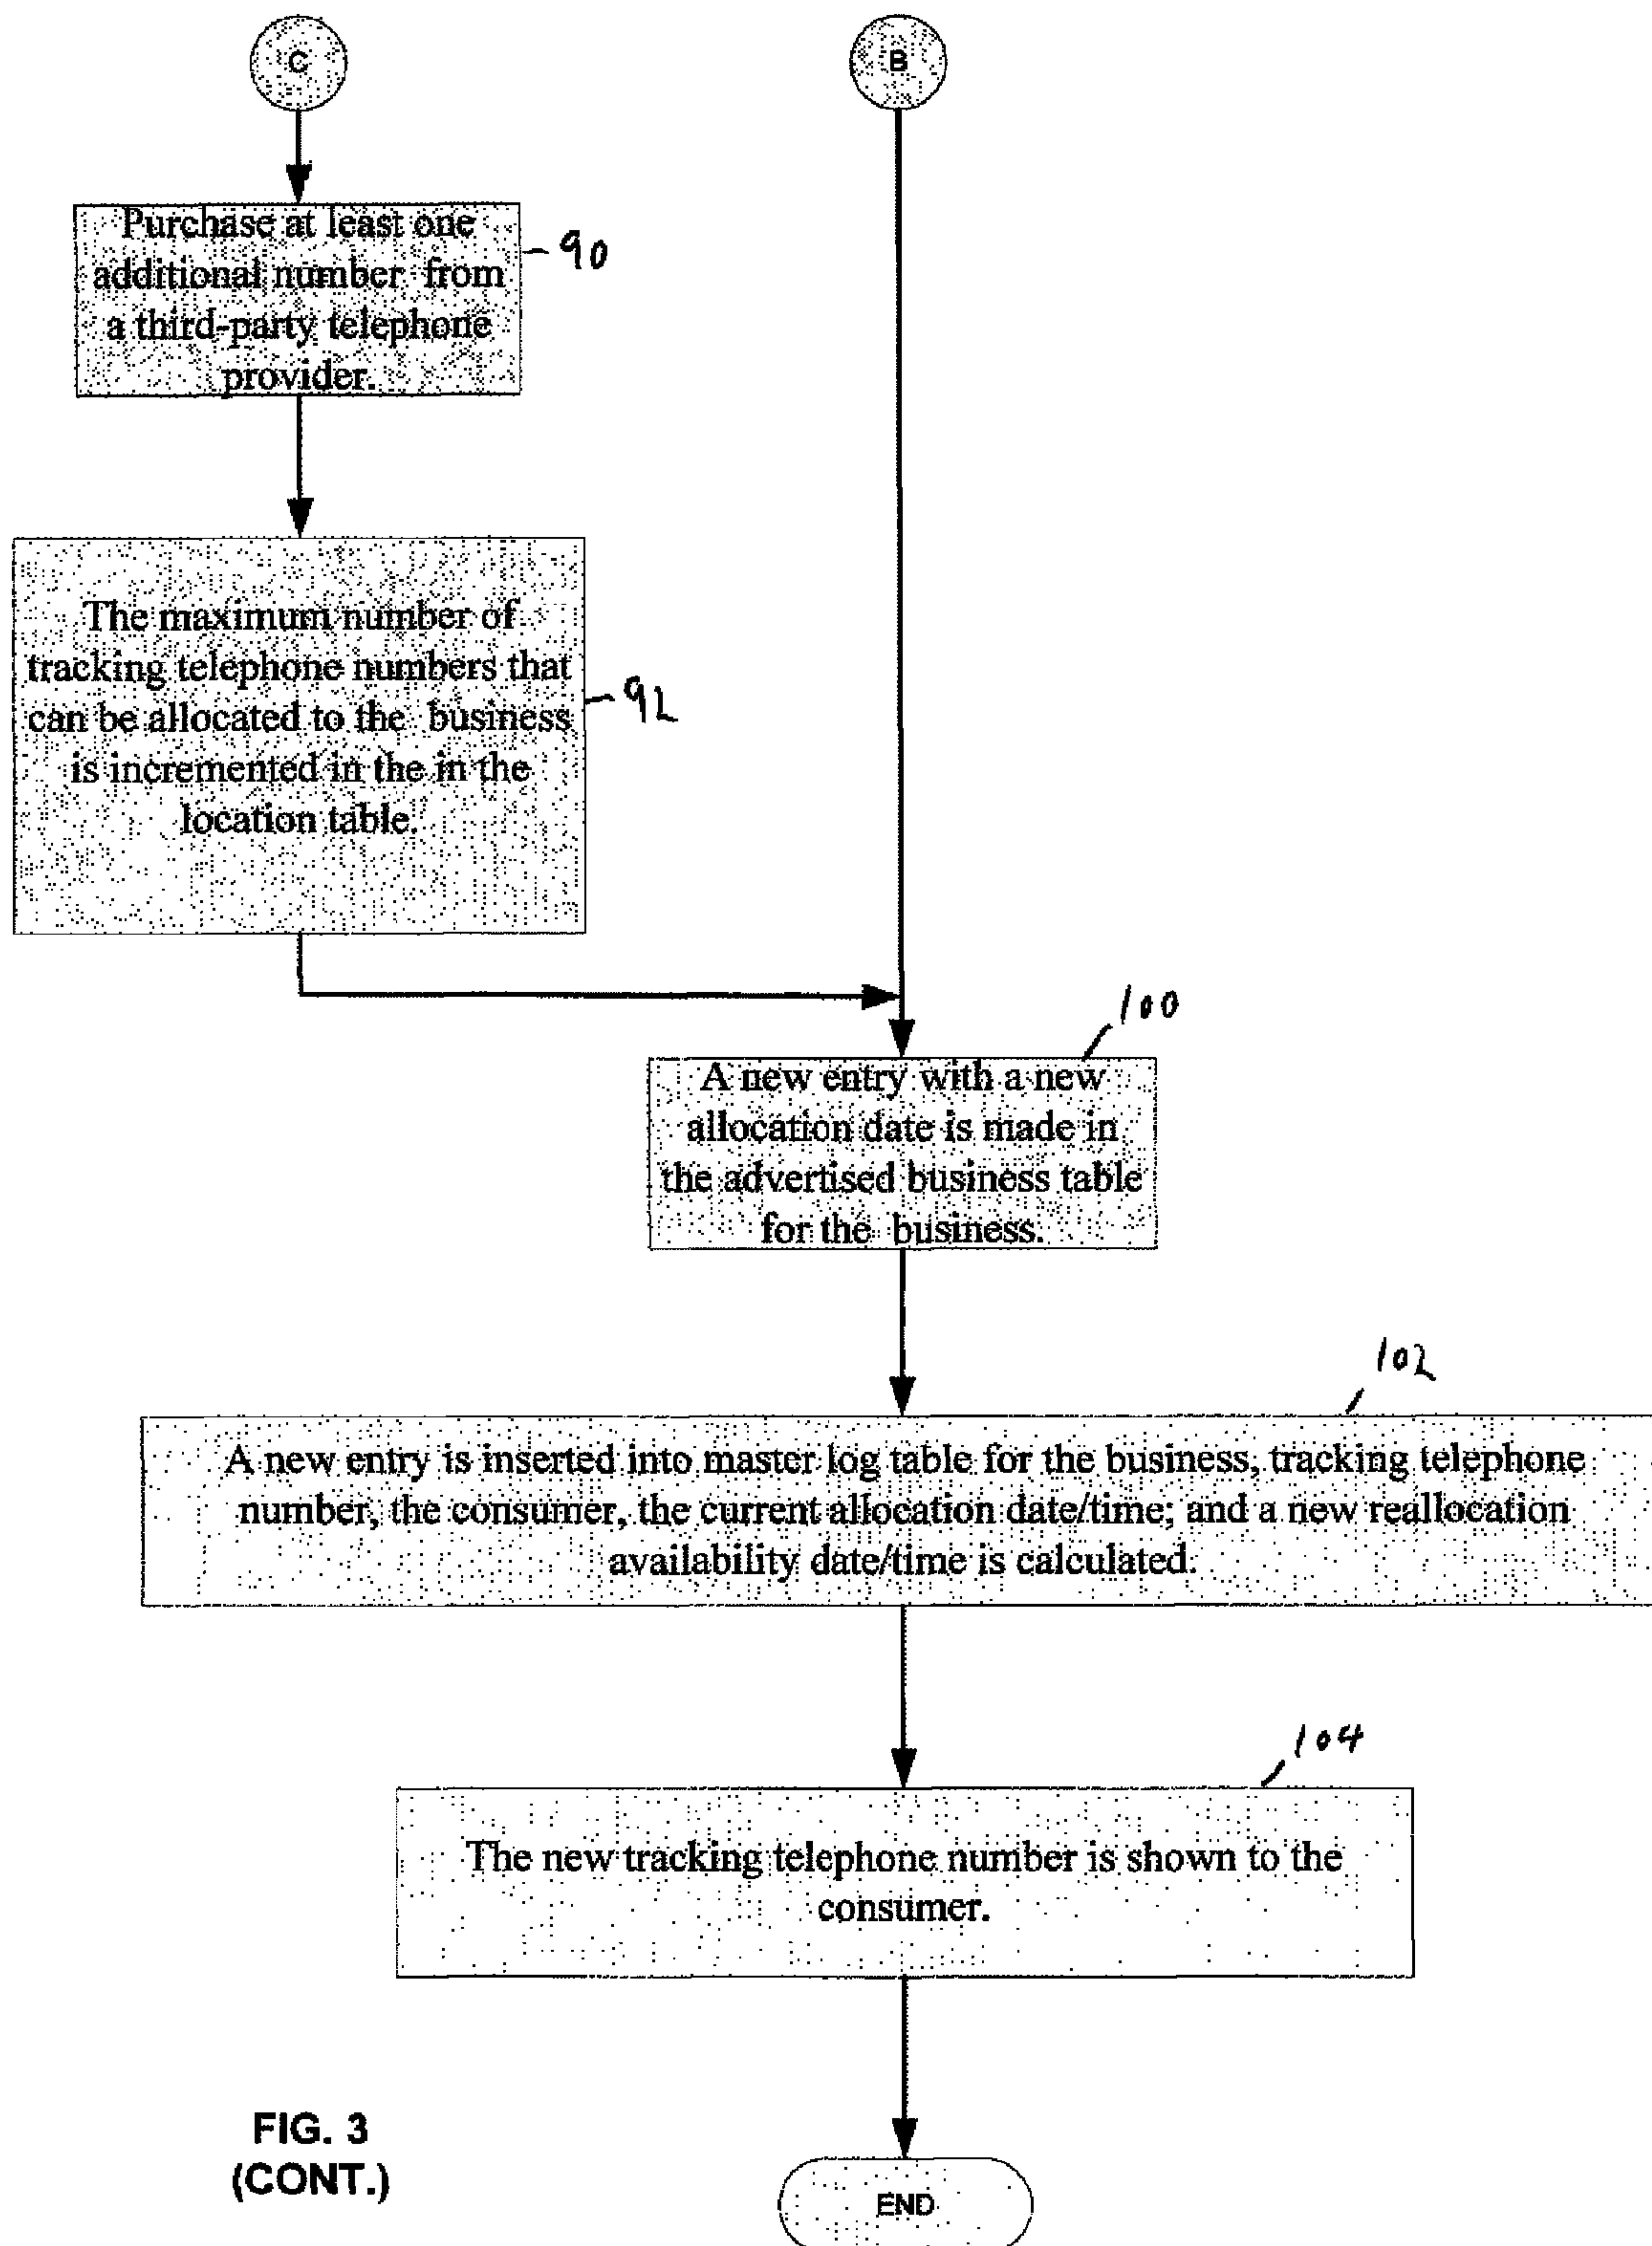 C
B
Purchase at least one
additional number from
a third-party telephone
provider.
90
The maximum number of
tracking telephone numbers that
can be allocated to the business
is incremented in the in the
location table.
92
100
A new entry with a new
allocation date is made in
the advertised business table
for the business.
102
A new entry is inserted into master log table for the business, tracking telephone
number, the consumer, the current allocation date/time; and a new reallocation
availability date/time is calculated.
104
The new tracking telephone number is shown to the
consumer.
FIG. 3
(CONT.)
END